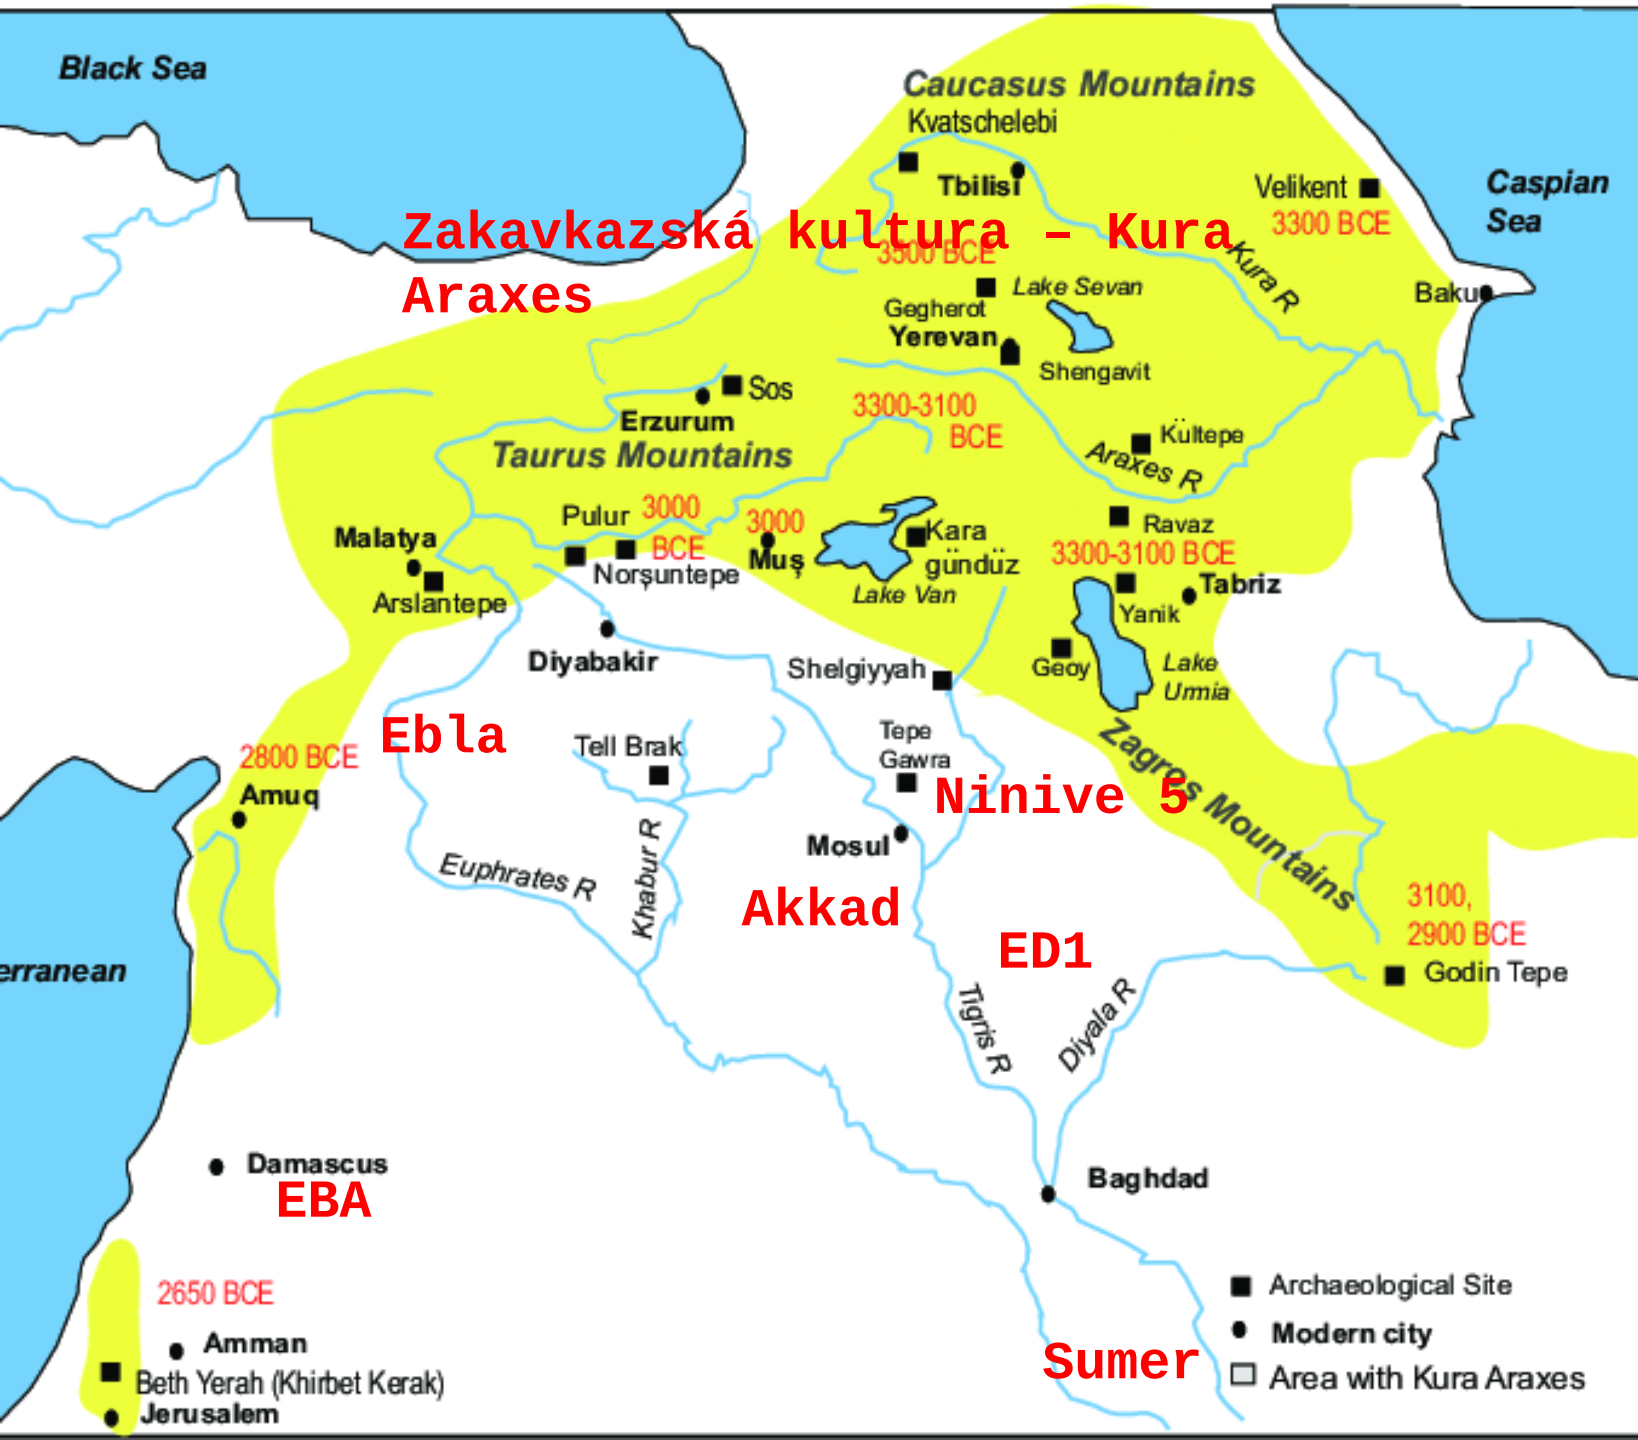 Black Sea
Caucasus Mountains
Kvatschelebi
Tbilisi
Velikent
3300 BCE
Caspian
Sea
Zakavkazská kultura – Kura
Araxes
3500 BCE
Kura R
Lake Sevan
Gegherot
Yerevan
Shengavit
Baku
Sos
Erzurum
3300-3100
BCE
Taurus Mountains
Kültepe
Araxes R
Pulur
3000
BCE
3000
Muş
Norşuntepe
Malatya
Arslantepe
Kara
gündüz
Lake Van
Ravaz
3300-3100 BCE
Tabriz
Yanik
Geoy
Lake
Urmia
Diyabakir
Shelgiyyah
Ebla
Tell Brak
Tepe
Gawra
Zagros Mountains
Ninive 5
2800 BCE
Amuq
Mosul
Euphrates R
Khabur R
Akkad
ED1
3100,
2900 BCE
Godin Tepe
erranean
Tigris R
Diyala R
Damascus
EBA
Baghdad
2650 BCE
Amman
Beth Yerah (Khirbet Kerak)
Jerusalem
Sumer
Archaeological Site
Modern city
Area with Kura Araxes